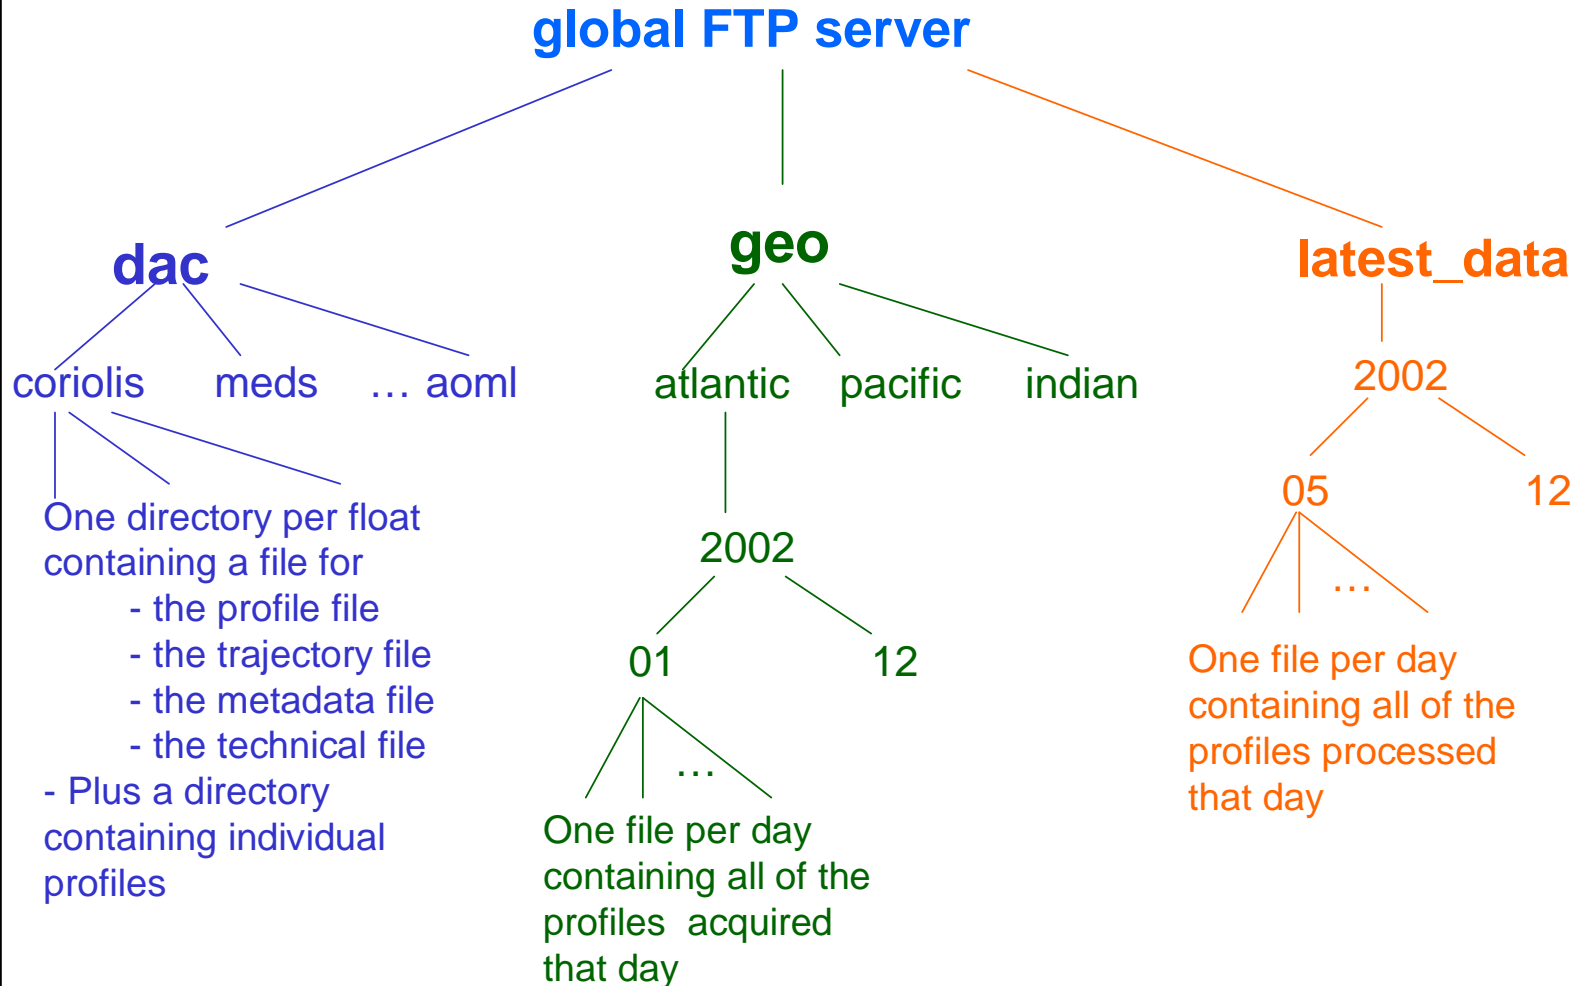 global FTP server
dac
geo
latest_data
coriolis meds … aoml
atlantic pacific indian
2002
05 12
…
One directory per float
containing a file for
- the profile file
- the trajectory file
- the metadata file
- the technical file
- Plus a directory
containing individual
profiles
2002
01 12
…
One file per day
containing all of the
profiles acquired
that day
One file per day
containing all of the
profiles processed
that day